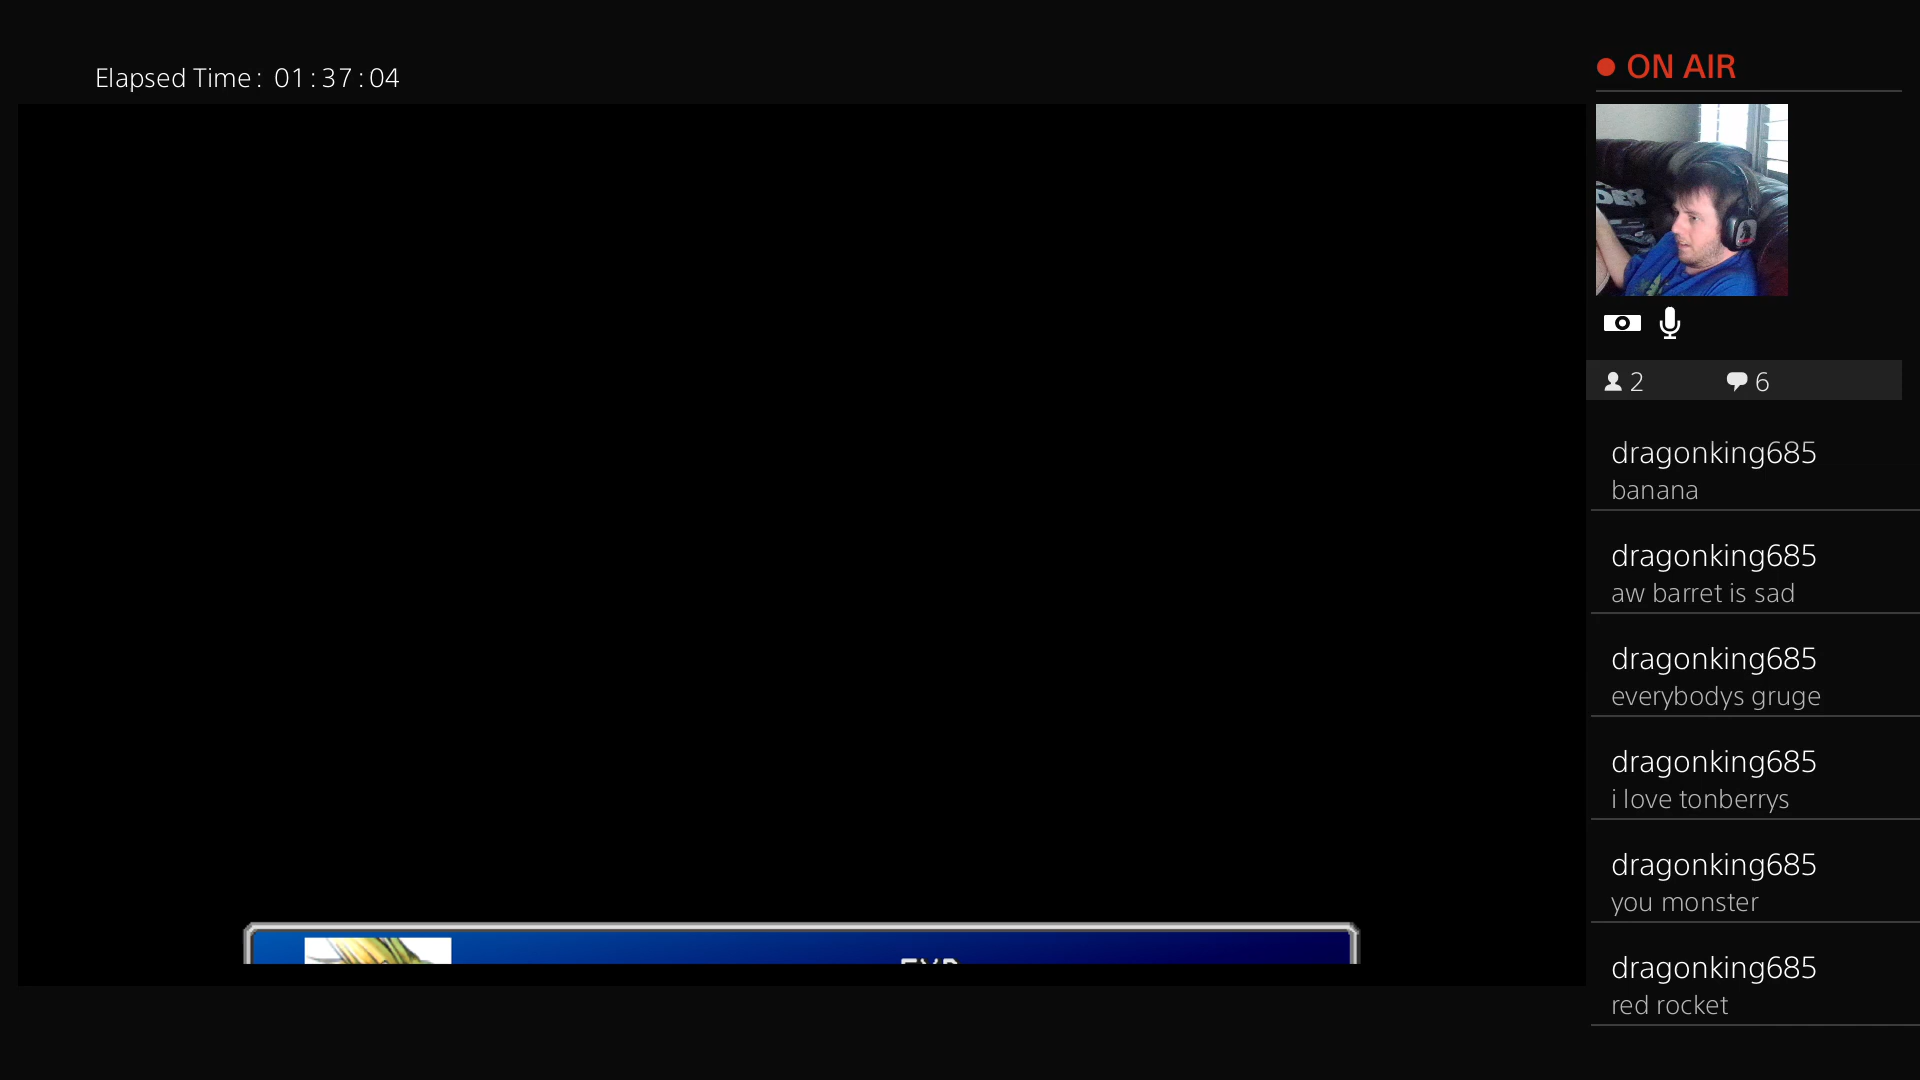 Elapsed Time: 01:37:04
ON AIR
2
6
dragonking685
banana
dragonking685
aw barret is sad
dragonking685
everybodys gruge
dragonking685
i love tonberrys
dragonking685
you monster
dragonking685
red rocket
EXP